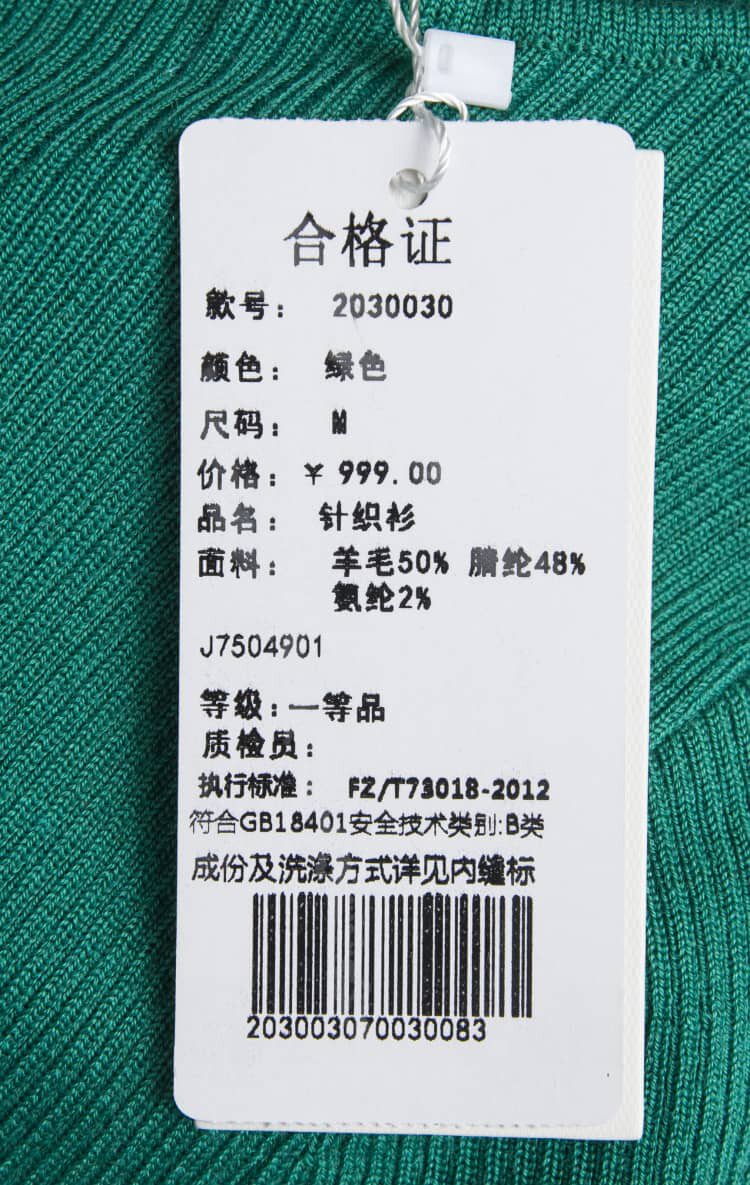 合格证
款号： 2030030
颜色： 绿色
尺码： M
价格： ¥ 999.00
品名： 针织衫
面料： 羊毛50% 腈纶48%
氨纶2%
J7504901
等级：一等品
质检员：
执行标准： FZ/T73018-2012
符合GB18401安全技术类别:B类
成份及洗涤方式详见内缝标
203003070030083